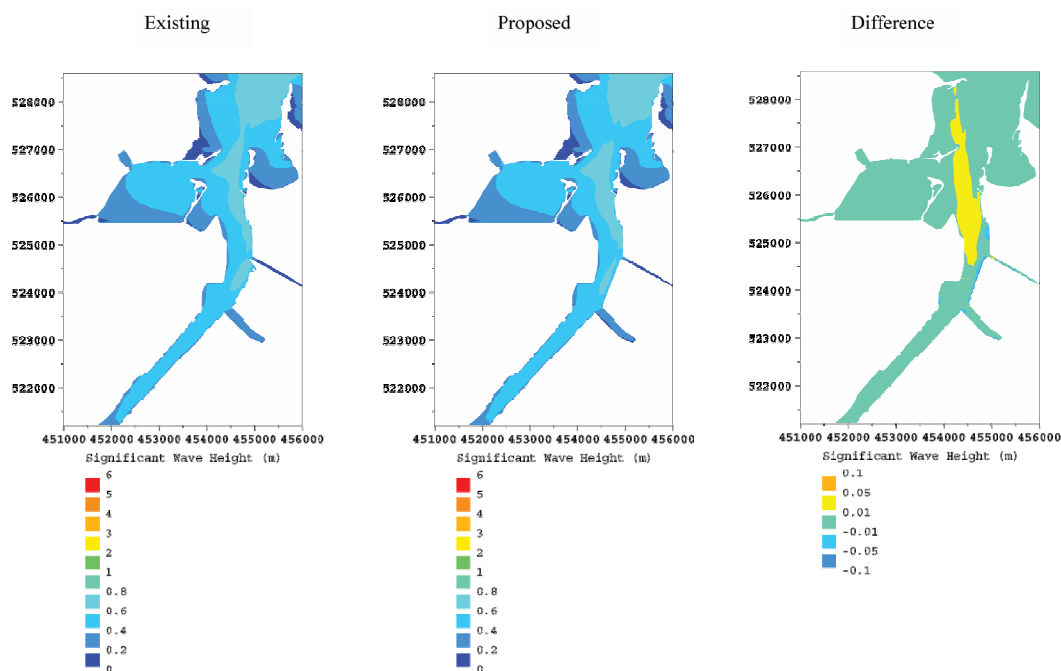 Existing Proposed Difference
528000 528000 528000
527000 527000 527000
526000 526000 526000
525000 525000 525000
524000 524000 524000
523000 523000 523000
522000 522000 522000
451000 452000 453000 454000 455000 456000 451000 452000 453000 454000 455000 456000 451000 452000 453000 454000 455000 456000
Significant Wave Height (m) Significant Wave Height (m) Significant Wave Height (m)
6 6 0.1
5 5 0.05
4 4 0.01
3 3 -0.01
2 2 -0.05
1 1 -0.1
0.8 0.8
0.6 0.6
0.4 0.4
0.2 0.2
0 0